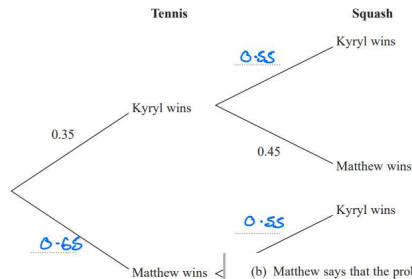 Tennis
Squash
Kyryl wins
0.55
Kyryl wins
0.35
0.45
Matthew wins
Kyryl wins
0.55
0.65
Matthew wins
(b) Matthew says that the